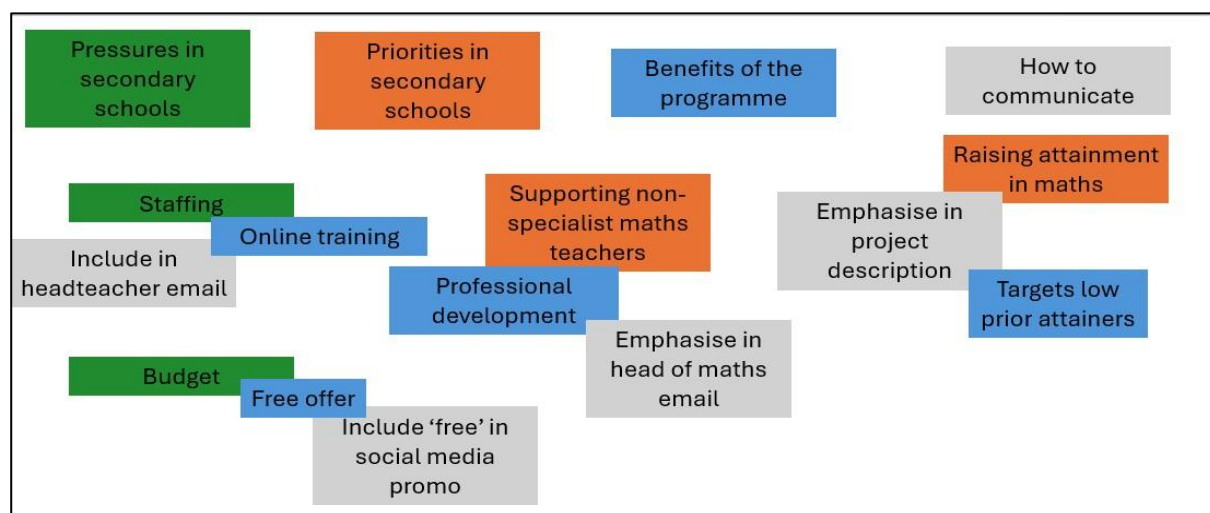 Pressures in
secondary
schools
Priorities in
secondary
schools
Benefits of the
programme
How to
communicate
Staffing
Online training
Include in
headteacher email
Supporting non-
specialist maths
teachers
Professional
development
Emphasise in
head of maths
email
Raising attainment
in maths
Emphasise in
project
description
Targets low
prior attainers
Budget
Free offer
Include ‘free’ in
social media
promo